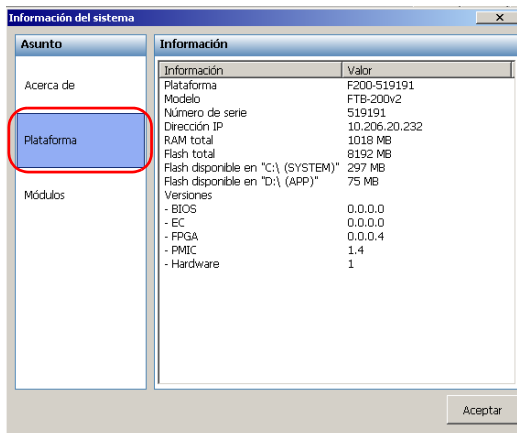 Información del sistema
Asunto
Acerca de
Plataforma
Módulos
Información
Información Valor
Plataforma F200-519191
Modelo FTB-200v2
Número de serie 519191
Dirección IP 10.206.20.232
RAM total 1018 MB
Flash total 8192 MB
Flash disponible en "C:\ (SYSTEM)" 297 MB
Flash disponible en "D:\ (APP)" 75 MB
Versiones
- BIOS 0.0.0.0
- EC 0.0.0.0
- FPGA 0.0.0.4
- PMIC 1.4
- Hardware 1
Aceptar